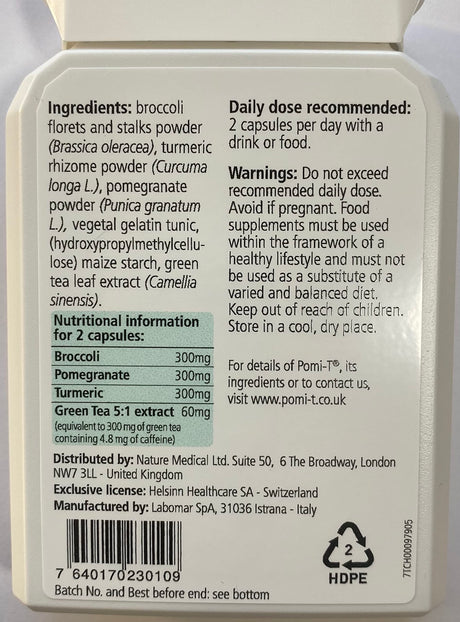 Ingredients: broccoli
florets and stalks powder
(Brassica oleracea), turmeric
rhizome powder (Curcuma
longa L.), pomegranate
powder (Punica granatum
L.), vegetal gelatin tunic,
(hydroxypropylmethylcellu-
lose) maize starch, green
tea leaf extract (Camellia
sinensis).
Nutritional information
for 2 capsules:
Broccoli 300mg
Pomegranate 300mg
Turmeric 300mg
Green Tea 5:1 extract 60mg
(equivalent to 300 mg of green tea
containing 4.8 mg of caffeine)
Daily dose recommended:
2 capsules per day with a
drink or food.
Warnings: Do not exceed
recommended daily dose.
Avoid if pregnant. Food
supplements must be used
within the framework of a
healthy lifestyle and must not
be used as a substitute of a
varied and balanced diet.
Keep out of reach of children.
Store in a cool, dry place.
For details of Pomi-T®, its
ingredients or to contact us,
visit www.pomi-t.co.uk
Distributed by: Nature Medical Ltd. Suite 50, 6 The Broadway, London
NW7 3LL - United Kingdom
Exclusive license: Helsinn Healthcare SA - Switzerland
Manufactured by: Labomar SpA, 31036 Istrana - Italy
7 640170 230109
Batch No. and Best before end: see bottom
2
HDPE
7TCH00097905